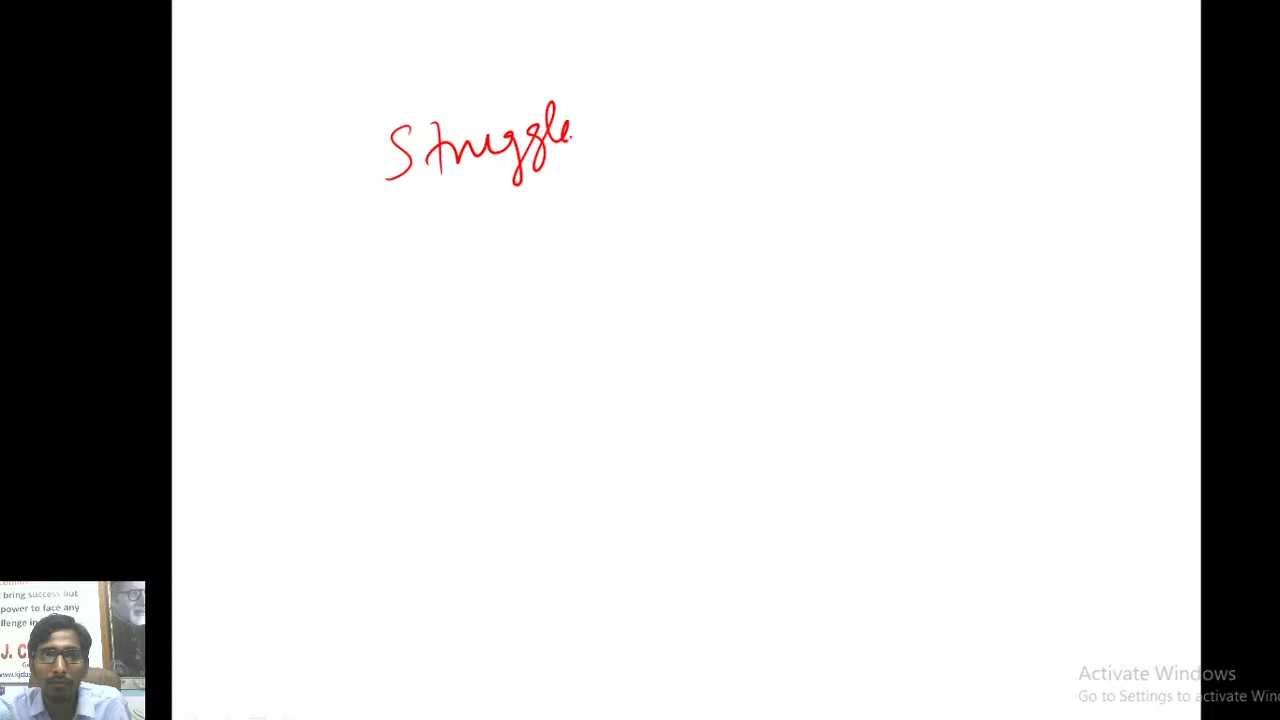 Struggle
bring success but
power to face any
llenge in
J. C
Activate Windows
Go to Settings to activate Win